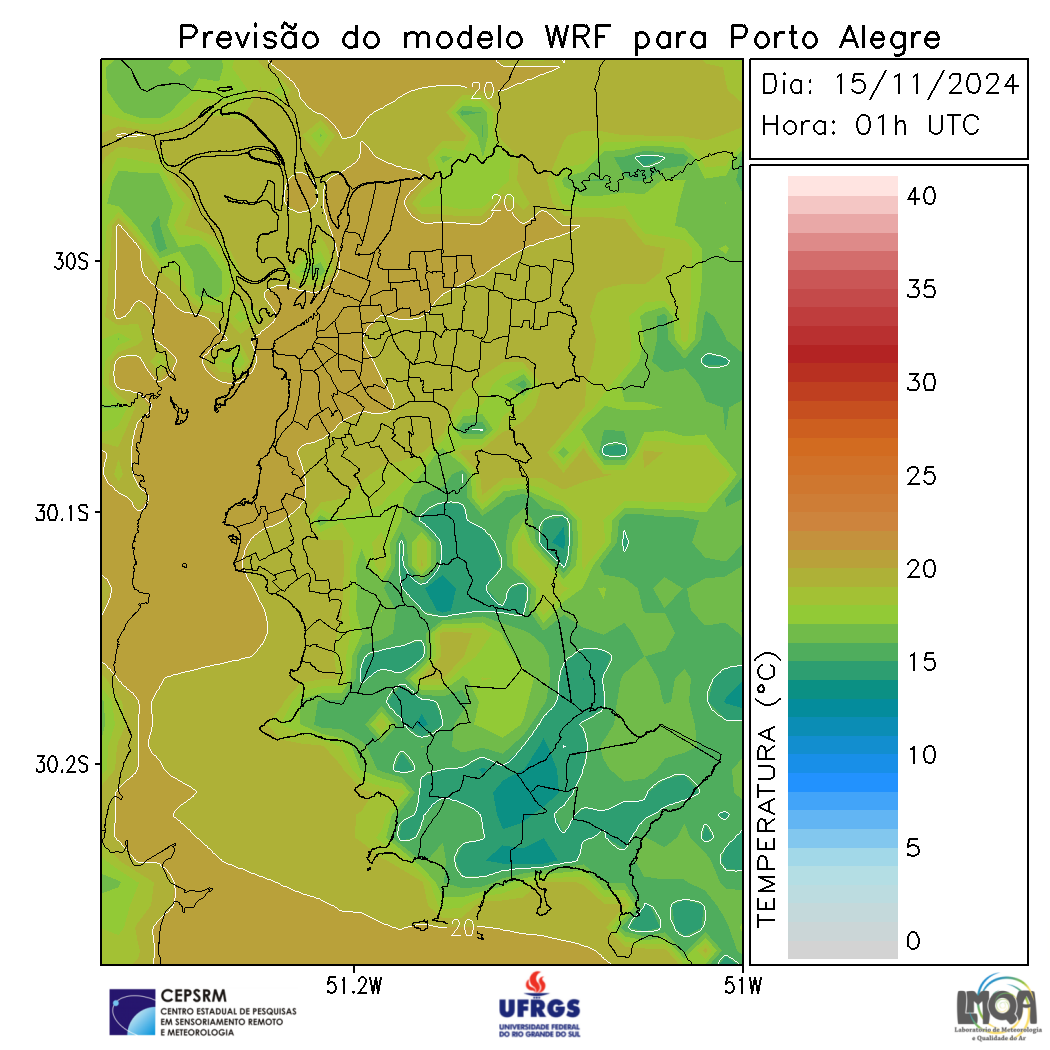 Previsão do modelo WRF para Porto Alegre
Dia: 15/11/2024
Hora: 01h UTC
20
20
20
30S
30.1S
30.2S
51.2W
51W
40
35
30
25
20
15
10
5
0
TEMPERATURA (°C)
CEPSRM
CENTRO ESTADUAL DE PESQUISAS
EM SENSORIAMENTO REMOTO
E METEOROLOGIA
UFRGS
UNIVERSIDADE FEDERAL
DO RIO GRANDE DO SUL
LMQA
Laboratório de Meteorologia
e Qualidade do Ar